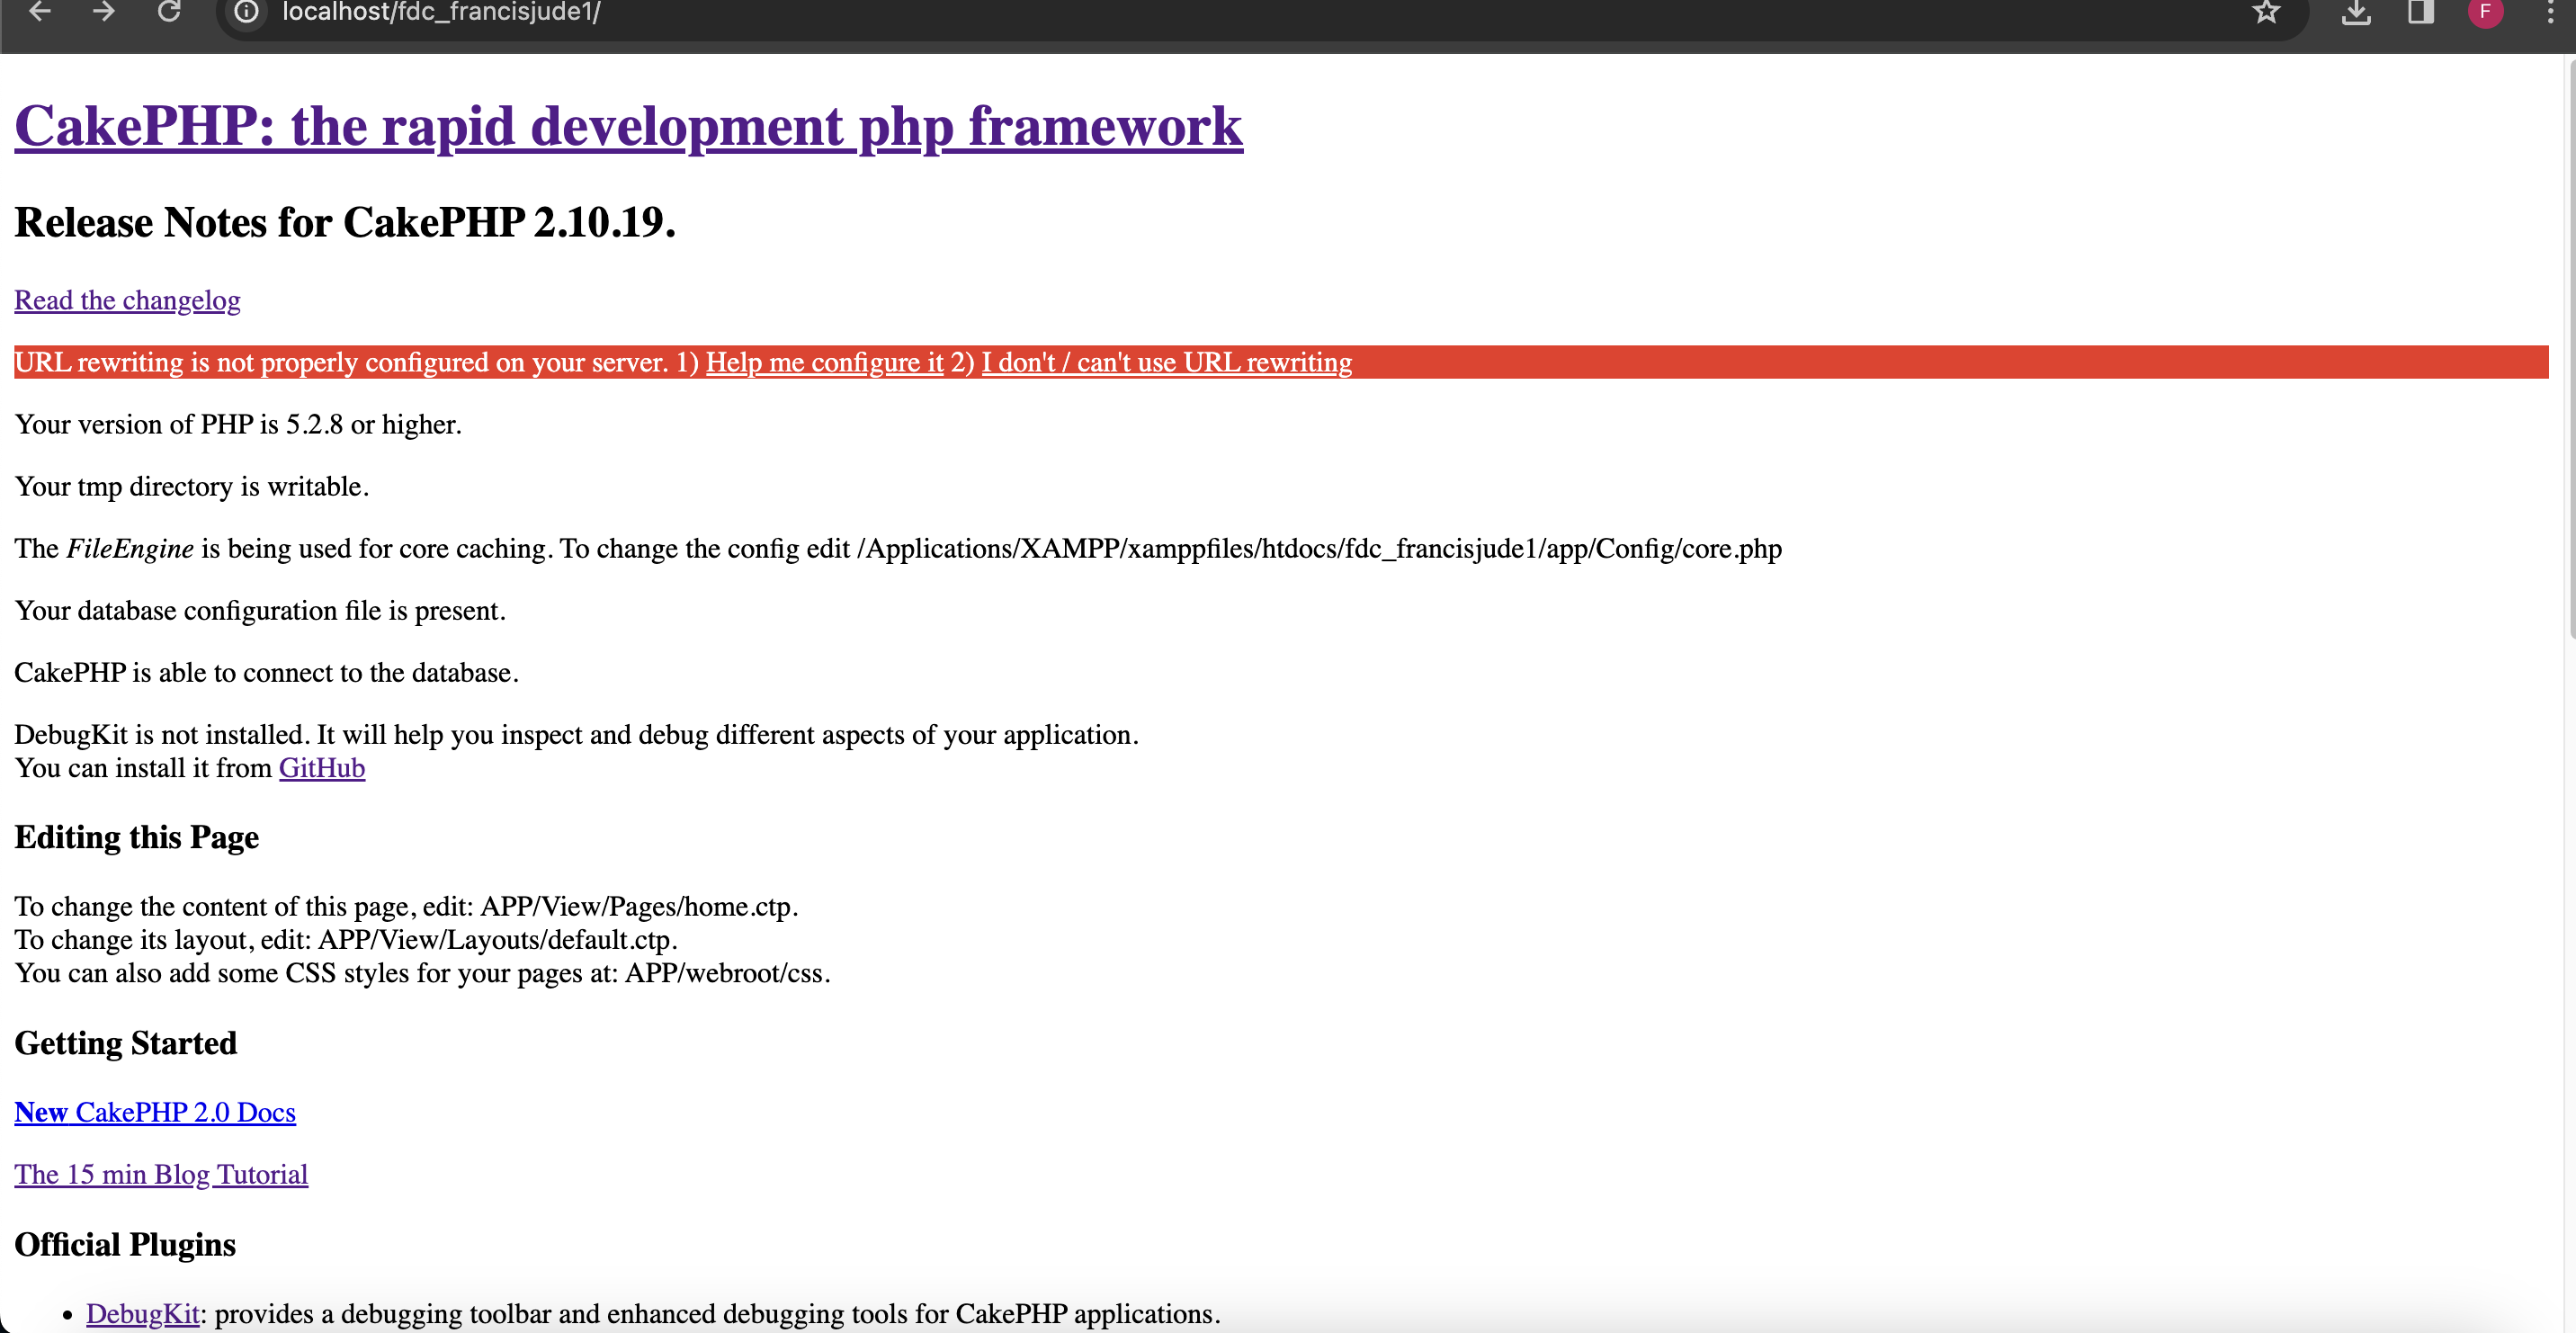 localhost/fdc_francisjude1/
F
CakePHP: the rapid development php framework
Release Notes for CakePHP 2.10.19.
Read the changelog
URL rewriting is not properly configured on your server. 1) Help me configure it 2) I don't / can't use URL rewriting
Your version of PHP is 5.2.8 or higher.
Your tmp directory is writable.
The FileEngine is being used for core caching. To change the config edit /Applications/XAMPP/xamppfiles/htdocs/fdc_francisjude1/app/Config/core.php
Your database configuration file is present.
CakePHP is able to connect to the database.
DebugKit is not installed. It will help you inspect and debug different aspects of your application.
You can install it from GitHub
Editing this Page
To change the content of this page, edit: APP/View/Pages/home.ctp.
To change its layout, edit: APP/View/Layouts/default.ctp.
You can also add some CSS styles for your pages at: APP/webroot/css.
Getting Started
New CakePHP 2.0 Docs
The 15 min Blog Tutorial
Official Plugins
• DebugKit: provides a debugging toolbar and enhanced debugging tools for CakePHP applications.